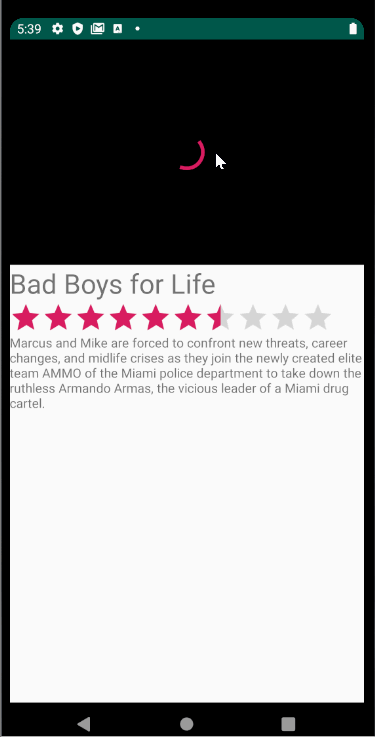 5:39
Bad Boys for Life
Marcus and Mike are forced to confront new threats, career
changes, and midlife crises as they join the newly created elite
team AMMO of the Miami police department to take down the
ruthless Armando Armas, the vicious leader of a Miami drug
cartel.